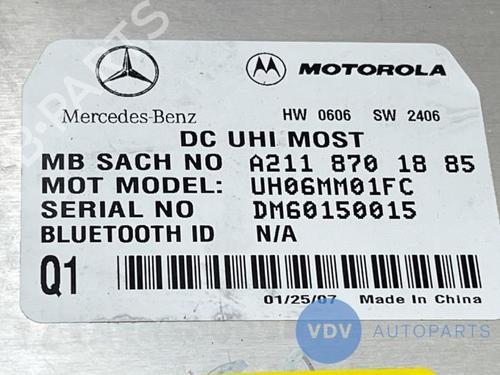 MOTOROLA
Mercedes-Benz HW 0606 SW 2406
DC UHI MOST
MB SACH NO A211 870 18 85
MOT MODEL: UH06MM01FC
SERIAL NO DM60150015
BLUETOOTH ID N/A
Q1
01/25/07 Made in China
VDV AUTOPARTS